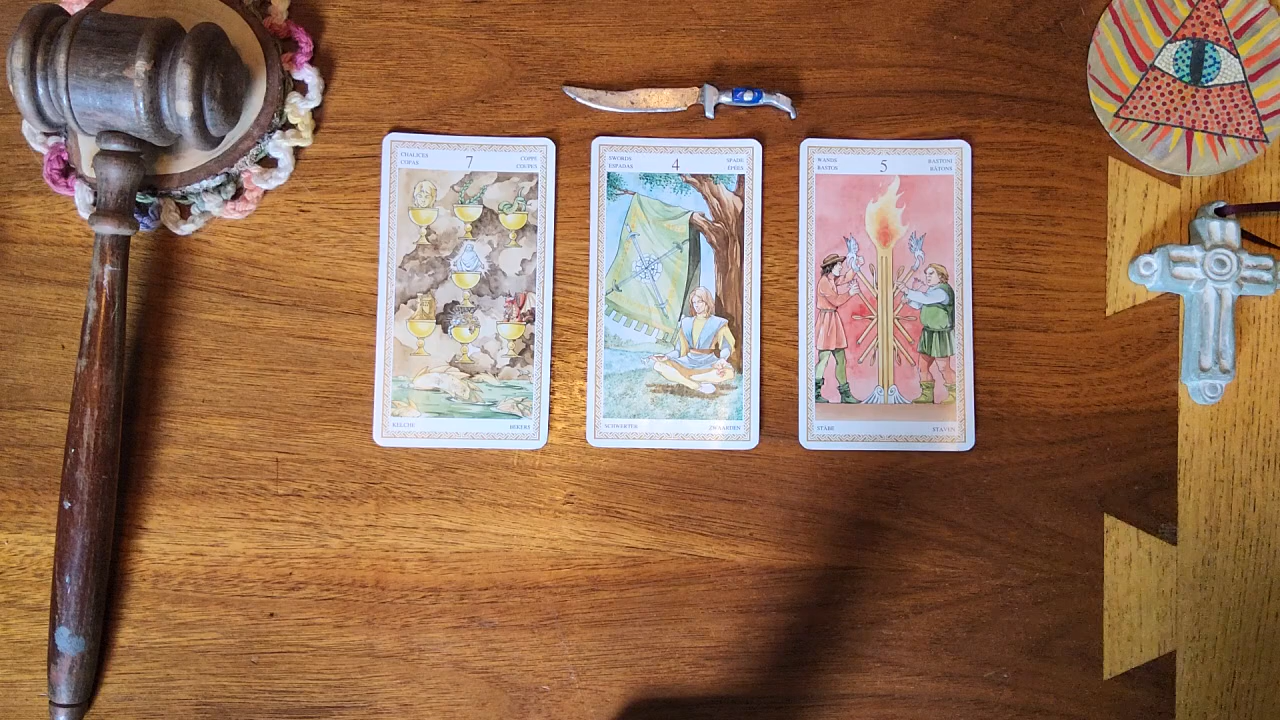 CHALICES 7 COPPE
COPAS COUPES
KELCHE BEKERS
SWORDS 4 SPADE
ESPADAS ÉPÉES
SCHWERTER ZWAARDEN
WANDS 5 BASTONI
BASTOS BÂTONS
STÄBE STAVEN